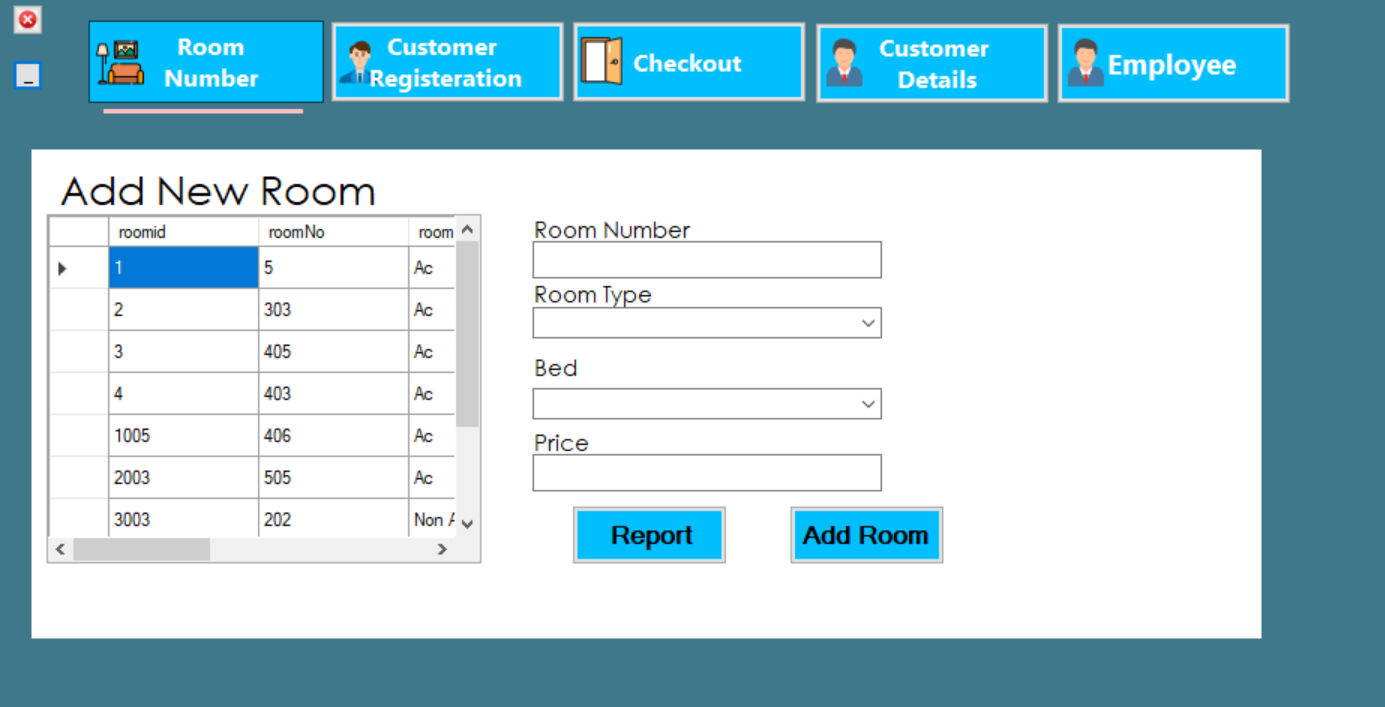 Room
Number
Customer
Registeration
Checkout
Customer
Details
Employee
Add New Room
roomid roomNo room
1 5 Ac
2 303 Ac
3 405 Ac
4 403 Ac
1005 406 Ac
2003 505 Ac
3003 202 Non
Room Number
Room Type
Bed
Price
Report Add Room